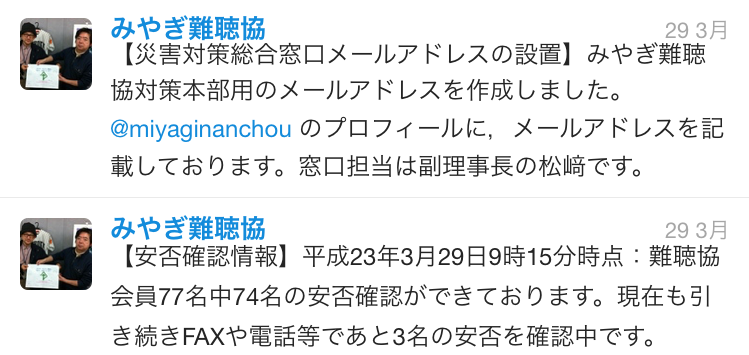 みやぎ難聴協 29 3月
【災害対策総合窓口メールアドレスの設置】みやぎ難聴
協対策本部用のメールアドレスを作成しました。
@miyaginanchou のプロフィールに，メールアドレスを記
載しております。窓口担当は副理事長の松﨑です。
みやぎ難聴協 29 3月
【安否確認情報】平成23年3月29日9時15分時点：難聴協
会員77名中74名の安否確認ができております。現在も引
き続きFAXや電話等であと3名の安否を確認中です。